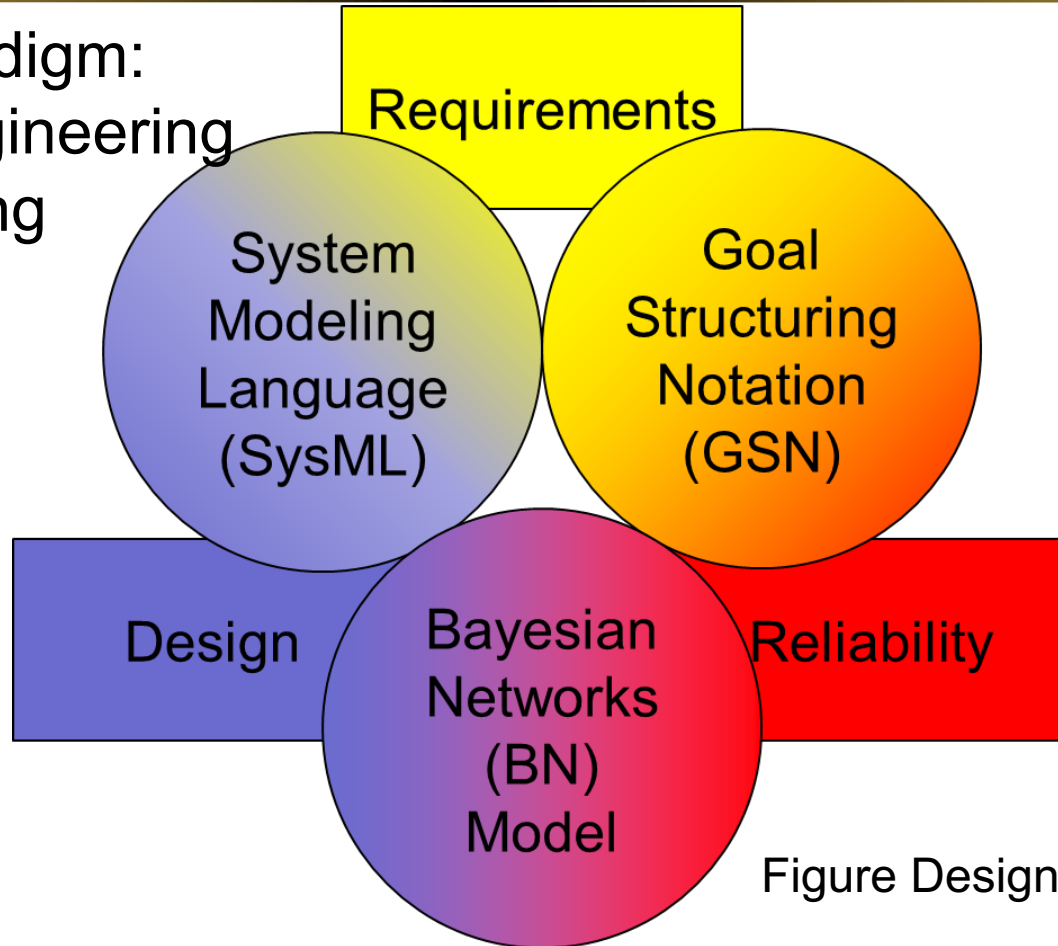 digm:
gineering
ng
Requirements
System
Modeling
Language
(SysML)
Goal
Structuring
Notation
(GSN)
Design
Bayesian
Networks
(BN)
Model
Reliability
Figure Design